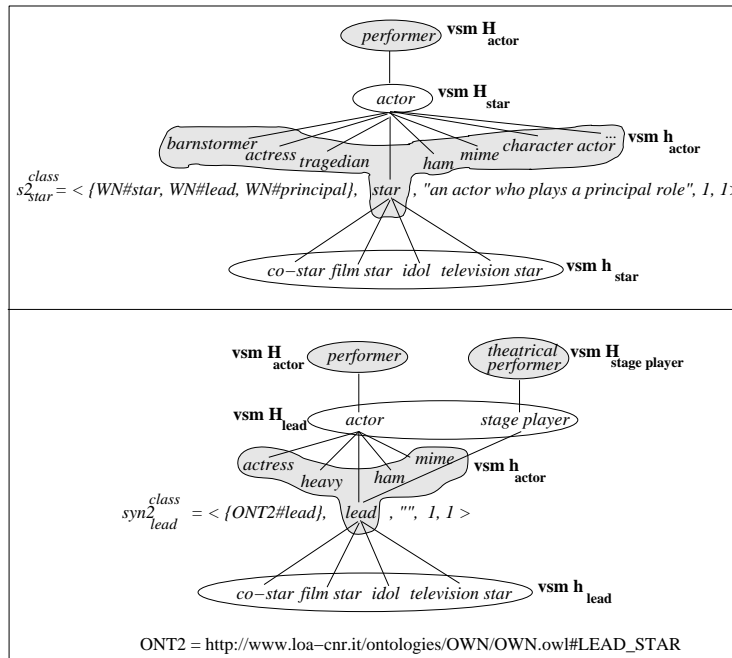 performer vsm H actor
actor vsm H star
barnstormer actress tragedian ham mime character actor ... vsm h actor
s2 class star = < {WN#star, WN#lead, WN#principal}, star , "an actor who plays a principal role", 1, 1>
co−star film star idol television star vsm h star
vsm H actor performer theatrical performer vsm H stage player
vsm H lead actor stage player
actress heavy ham mime vsm h actor
syn2 class lead = < {ONT2#lead}, lead , "", 1, 1 >
co−star film star idol television star vsm h lead
ONT2 = http://www.loa−cnr.it/ontologies/OWN/OWN.owl#LEAD_STAR